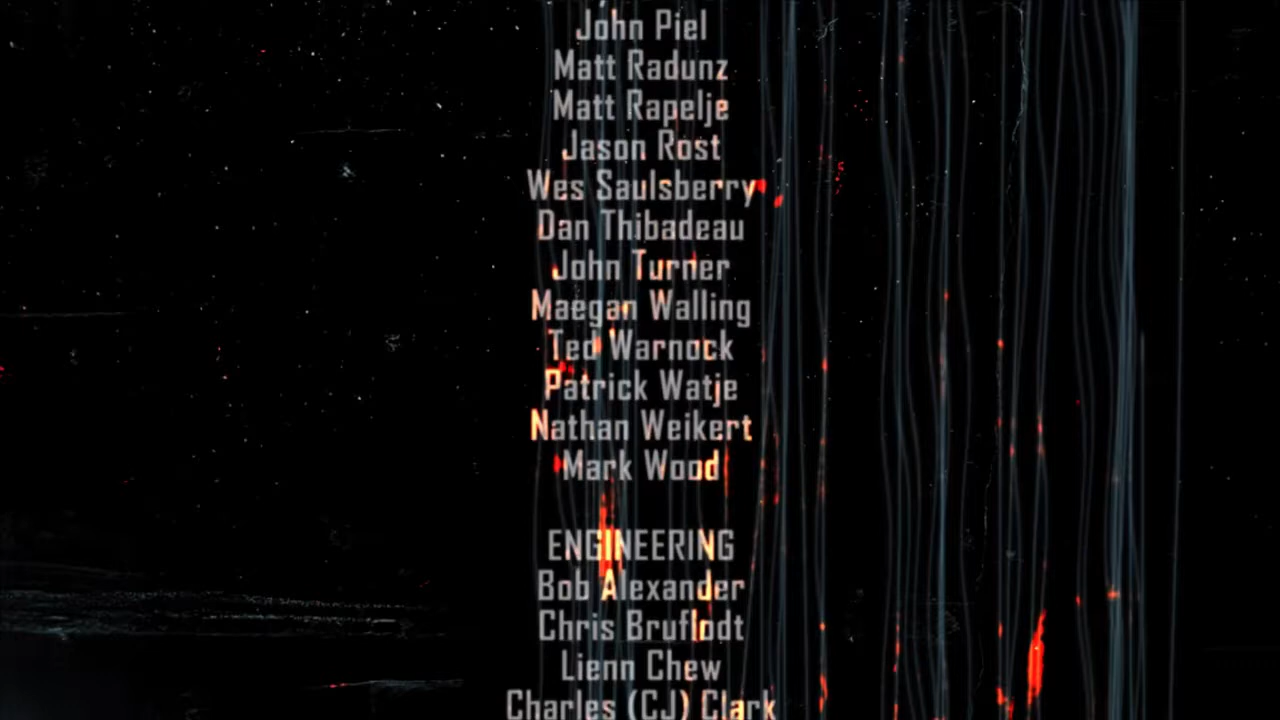 John Piel
Matt Radunz
Matt Rapelje
Jason Rost
Wes Saulsberry
Dan Thibadeau
John Turner
Maegan Walling
Ted Warnock
Patrick Watje
Nathan Weikert
Mark Wood
ENGINEERING
Bob Alexander
Chris Bruflodt
Lienn Chew
Charles (CJ) Clark